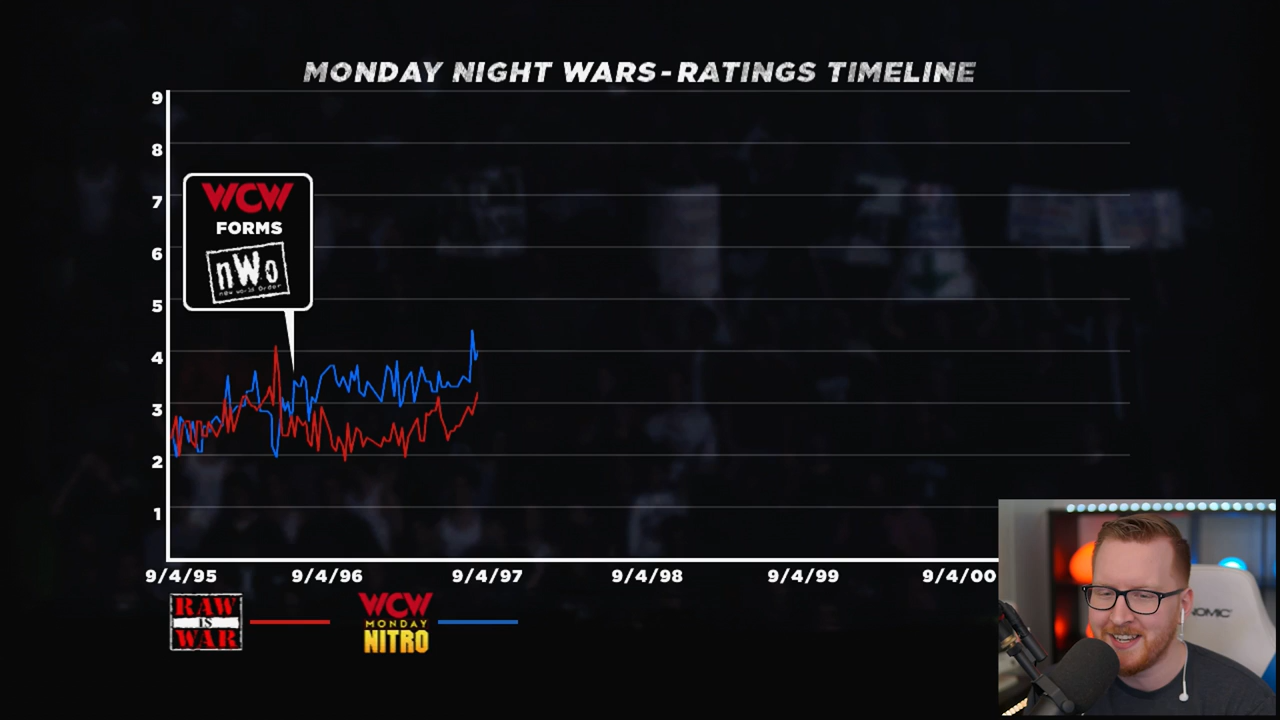 MONDAY NIGHT WARS-RATINGS TIMELINE
9
8
7
6
5
4
3
2
1
WCW
FORMS
nWo
new world Order
9/4/95 9/4/96 9/4/97 9/4/98 9/4/99 9/4/00
RAW
IS
WAR
WCW
MONDAY
NITRO
NOMIC